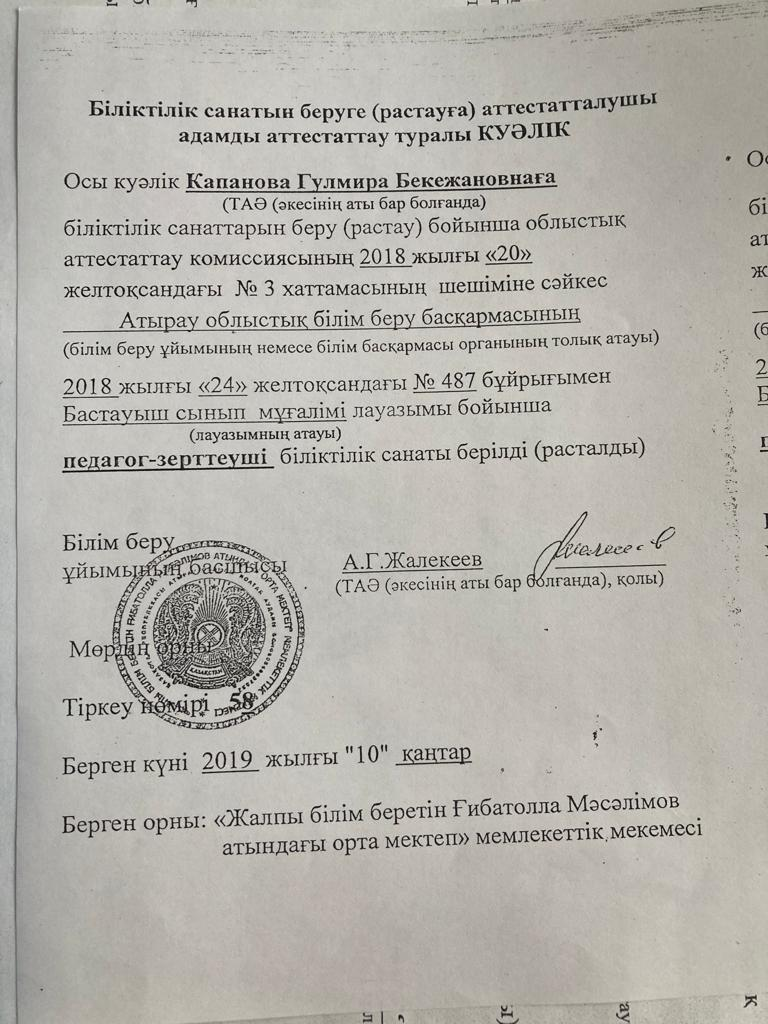 Біліктілік санатын беруге (растауға) аттестатталушы
адамды аттестаттау туралы КУӘЛІК
Осы куәлік Капанова Гулмира Бекежановнаға
(ТАӘ (әкесінің аты бар болғанда)
біліктілік санаттарын беру (растау) бойынша облыстық
аттестаттау комиссиясының 2018 жылғы «20»
желтоқсандағы № 3 хаттамасының шешіміне сәйкес
Атырау облыстық білім беру басқармасының
(білім беру ұйымының немесе білім басқармасы органының толық атауы)
2018 жылғы «24» желтоқсандағы № 487 бұйрығымен
Бастауыш сынып мұғалімі лауазымы бойынша
(лауазымның атауы)
педагог-зерттеуші біліктілік санаты берілді (расталды)
Білім беру
ұйымының басшысы
А.Г.Жалекеев
(ТАӘ (әкесінің аты бар болғанда), қолы)
Мөрдің орны
ҚАЗАҚСТАН
Тіркеу нөмірі 58
Берген күні 2019 жылғы "10" қаңтар
Берген орны: «Жалпы білім беретін Ғибатолла Мәсәлімов
атындағы орта мектеп» мемлекеттік мекемесі